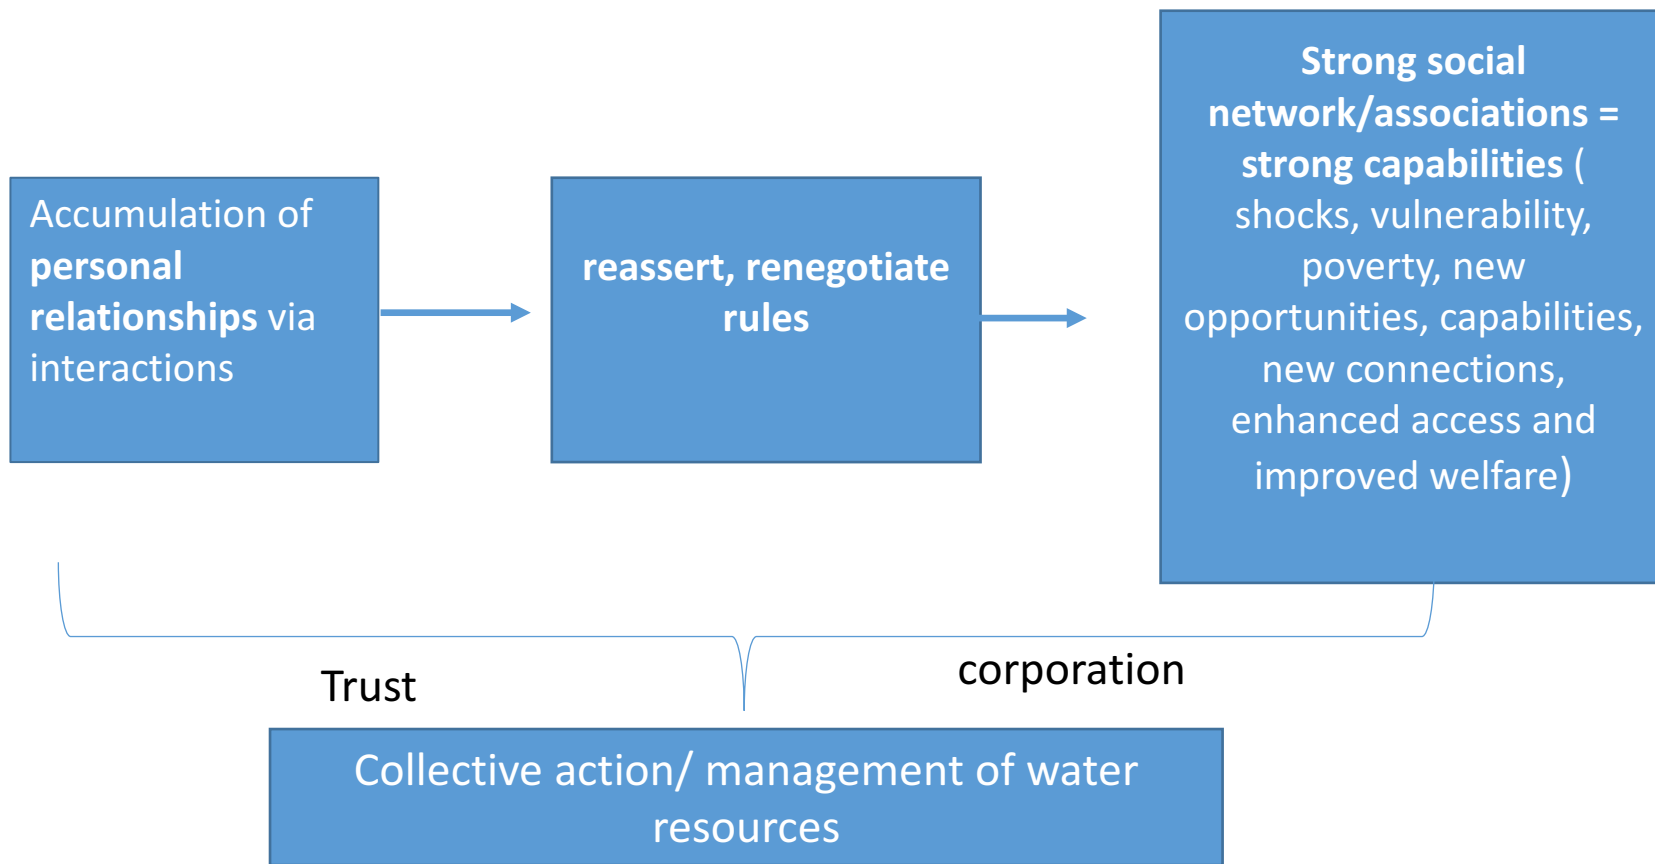 Accumulation of
personal
relationships via
interactions
reassert, renegotiate
rules
Strong social
network/associations =
strong capabilities (
shocks, vulnerability,
poverty, new
opportunities, capabilities,
new connections,
enhanced access and
improved welfare)
Trust
corporation
Collective action/ management of water
resources